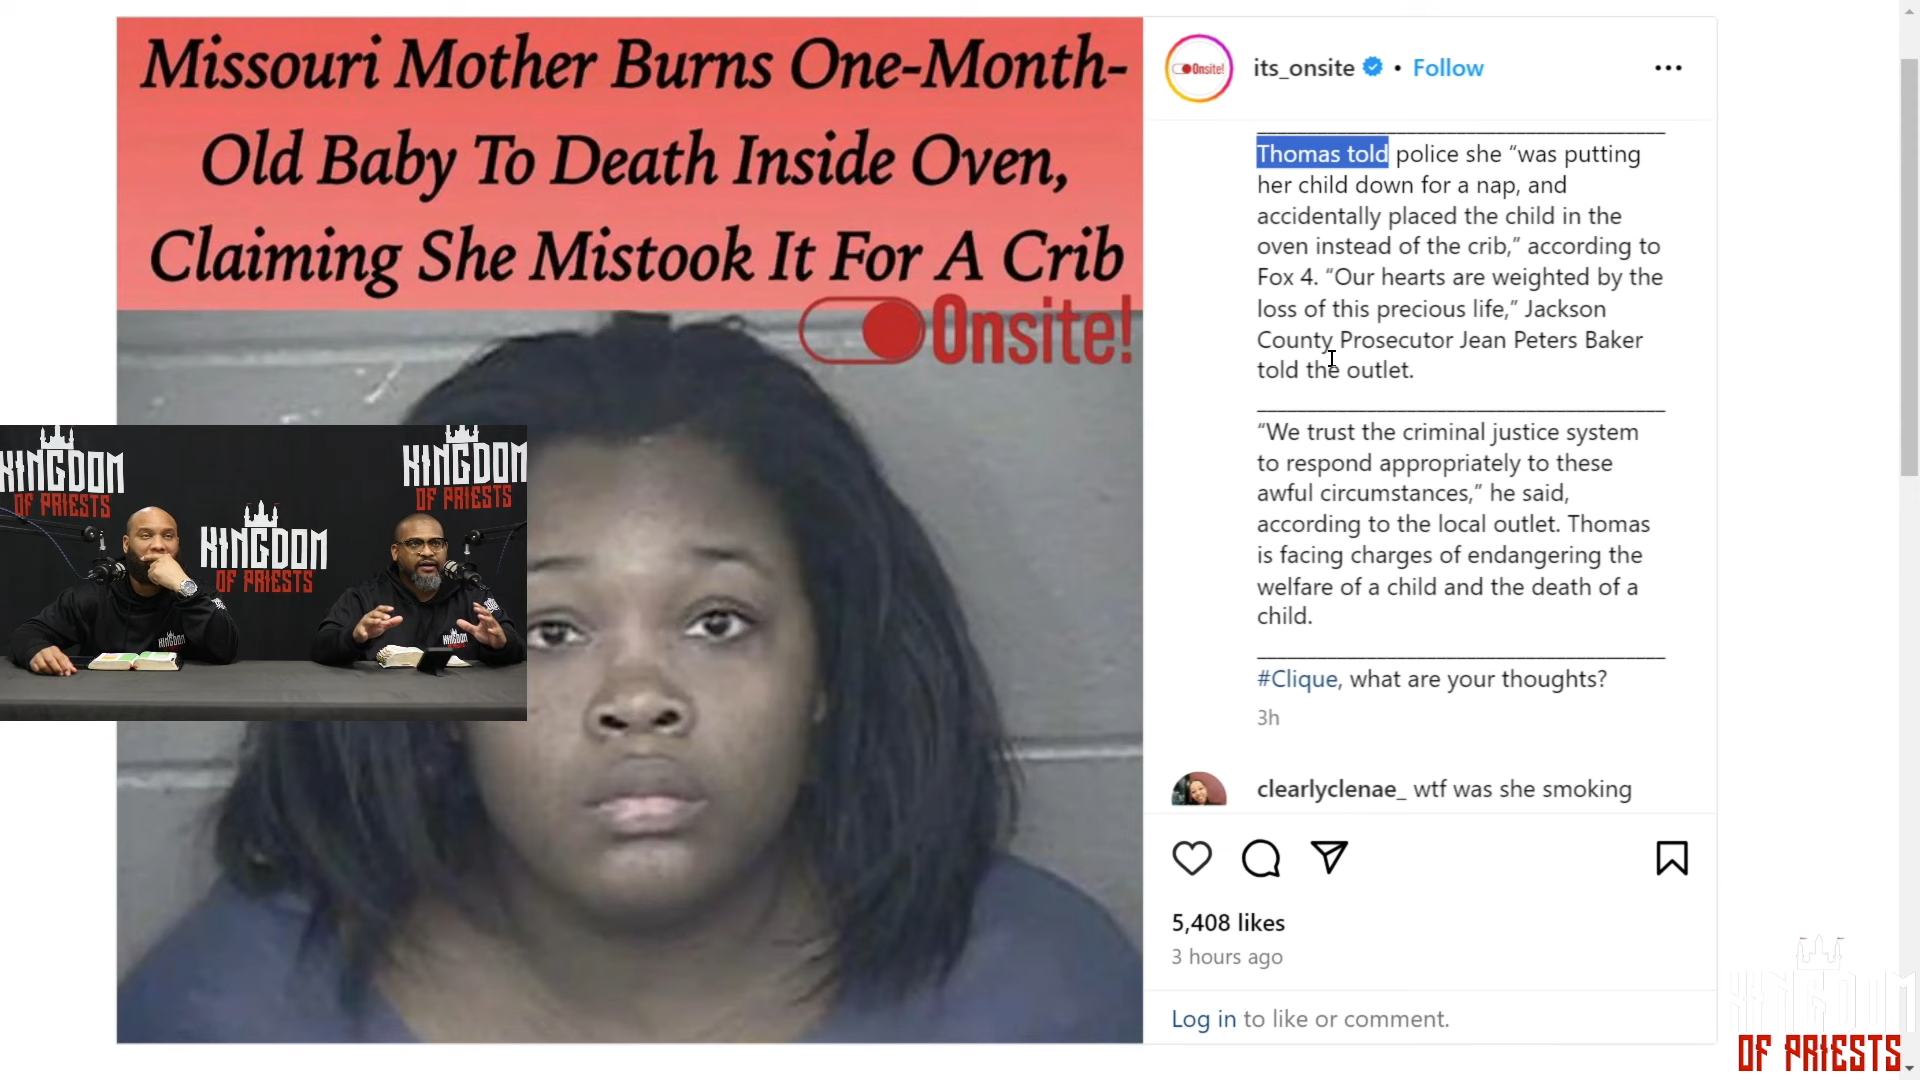 Missouri Mother Burns One-Month-
Old Baby To Death Inside Oven,
Claiming She Mistook It For A Crib
Onsite!
Onsite!
its_onsite • Follow
Thomas told police she “was putting
her child down for a nap, and
accidentally placed the child in the
oven instead of the crib,” according to
Fox 4. “Our hearts are weighted by the
loss of this precious life,” Jackson
County Prosecutor Jean Peters Baker
told the outlet.
“We trust the criminal justice system
to respond appropriately to these
awful circumstances,” he said,
according to the local outlet. Thomas
is facing charges of endangering the
welfare of a child and the death of a
child.
#Clique, what are your thoughts?
3h
clearlyclenae_ wtf was she smoking
5,408 likes
3 hours ago
Log in to like or comment.
KINGDOM
OF PRIESTS
KINGDOM
OF PRIESTS
KINGDOM
OF PRIESTS
KINGDOM
OF PRIESTS